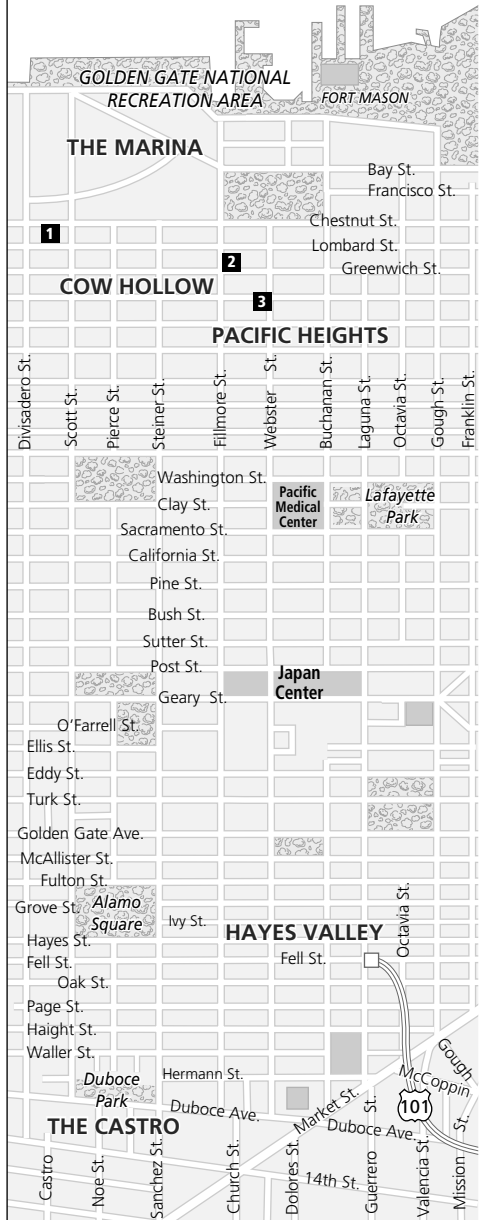 GOLDEN GATE NATIONAL
RECREATION AREA
FORT MASON
THE MARINA
Bay St.
Francisco St.
Chestnut St.
1
Lombard St.
2
Greenwich St.
COW HOLLOW
3
PACIFIC HEIGHTS
Divisadero St.
Scott St.
Pierce St.
Steiner St.
Fillmore St.
Webster St.
Buchanan St.
Laguna St.
Octavia St.
Gough St.
Franklin St.
Washington St.
Clay St.
Pacific
Medical
Center
Lafayette
Park
Sacramento St.
California St.
Pine St.
Bush St.
Sutter St.
Post St.
Japan
Center
Geary St.
O'Farrell St.
Ellis St.
Eddy St.
Turk St.
Golden Gate Ave.
McAllister St.
Fulton St.
Grove St.
Alamo
Square
Ivy St.
HAYES VALLEY
Octavia St.
Hayes St.
Fell St.
Fell St.
Oak St.
Page St.
Haight St.
Waller St.
Hermann St.
Duboce
Park
Duboce Ave.
Market St.
Duboce Ave.
Gough
McCoppin
St.
101
THE CASTRO
14th St.
Castro
Noe St.
Sanchez St.
Church St.
Dolores St.
Guerrero St.
Valencia St.
Mission